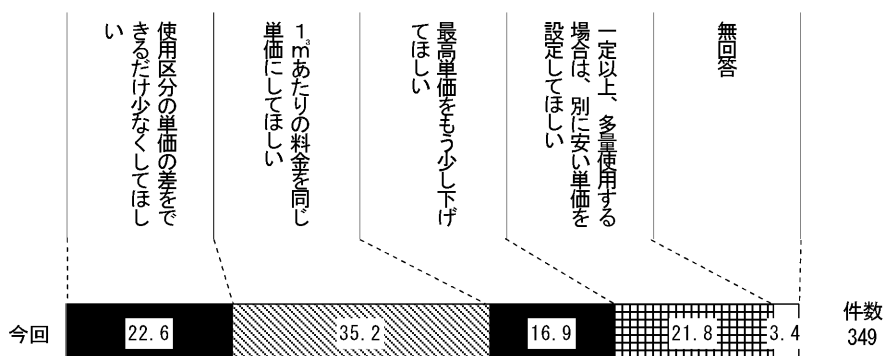 使用区分の単価の差をで
きるだけ少なくしてほし
い
1㎥あたりの料金を同じ
単価にしてほしい
最高単価をもう少し下げ
てほしい
一定以上、多量使用する
場合は、別に安い単価を
設定してほしい
無回答
今回
22.6
35.2
16.9
21.8
3.4
件数
349